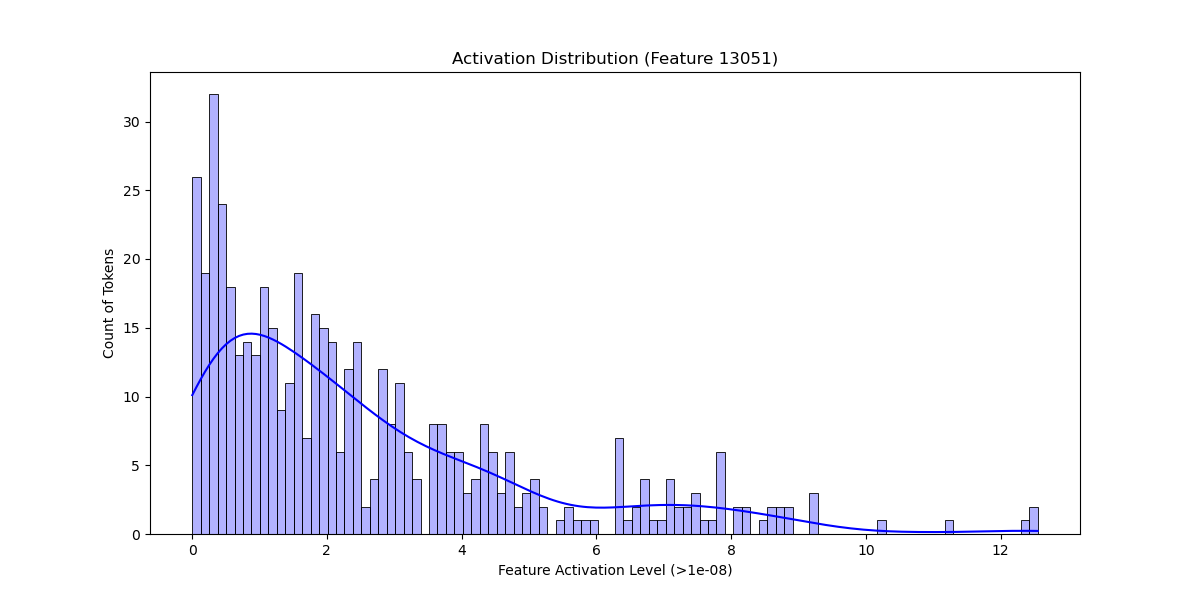 Activation Distribution (Feature 13051)
Count of Tokens
30
25
20
15
10
5
0
0 2 4 6 8 10 12
Feature Activation Level (>1e-08)